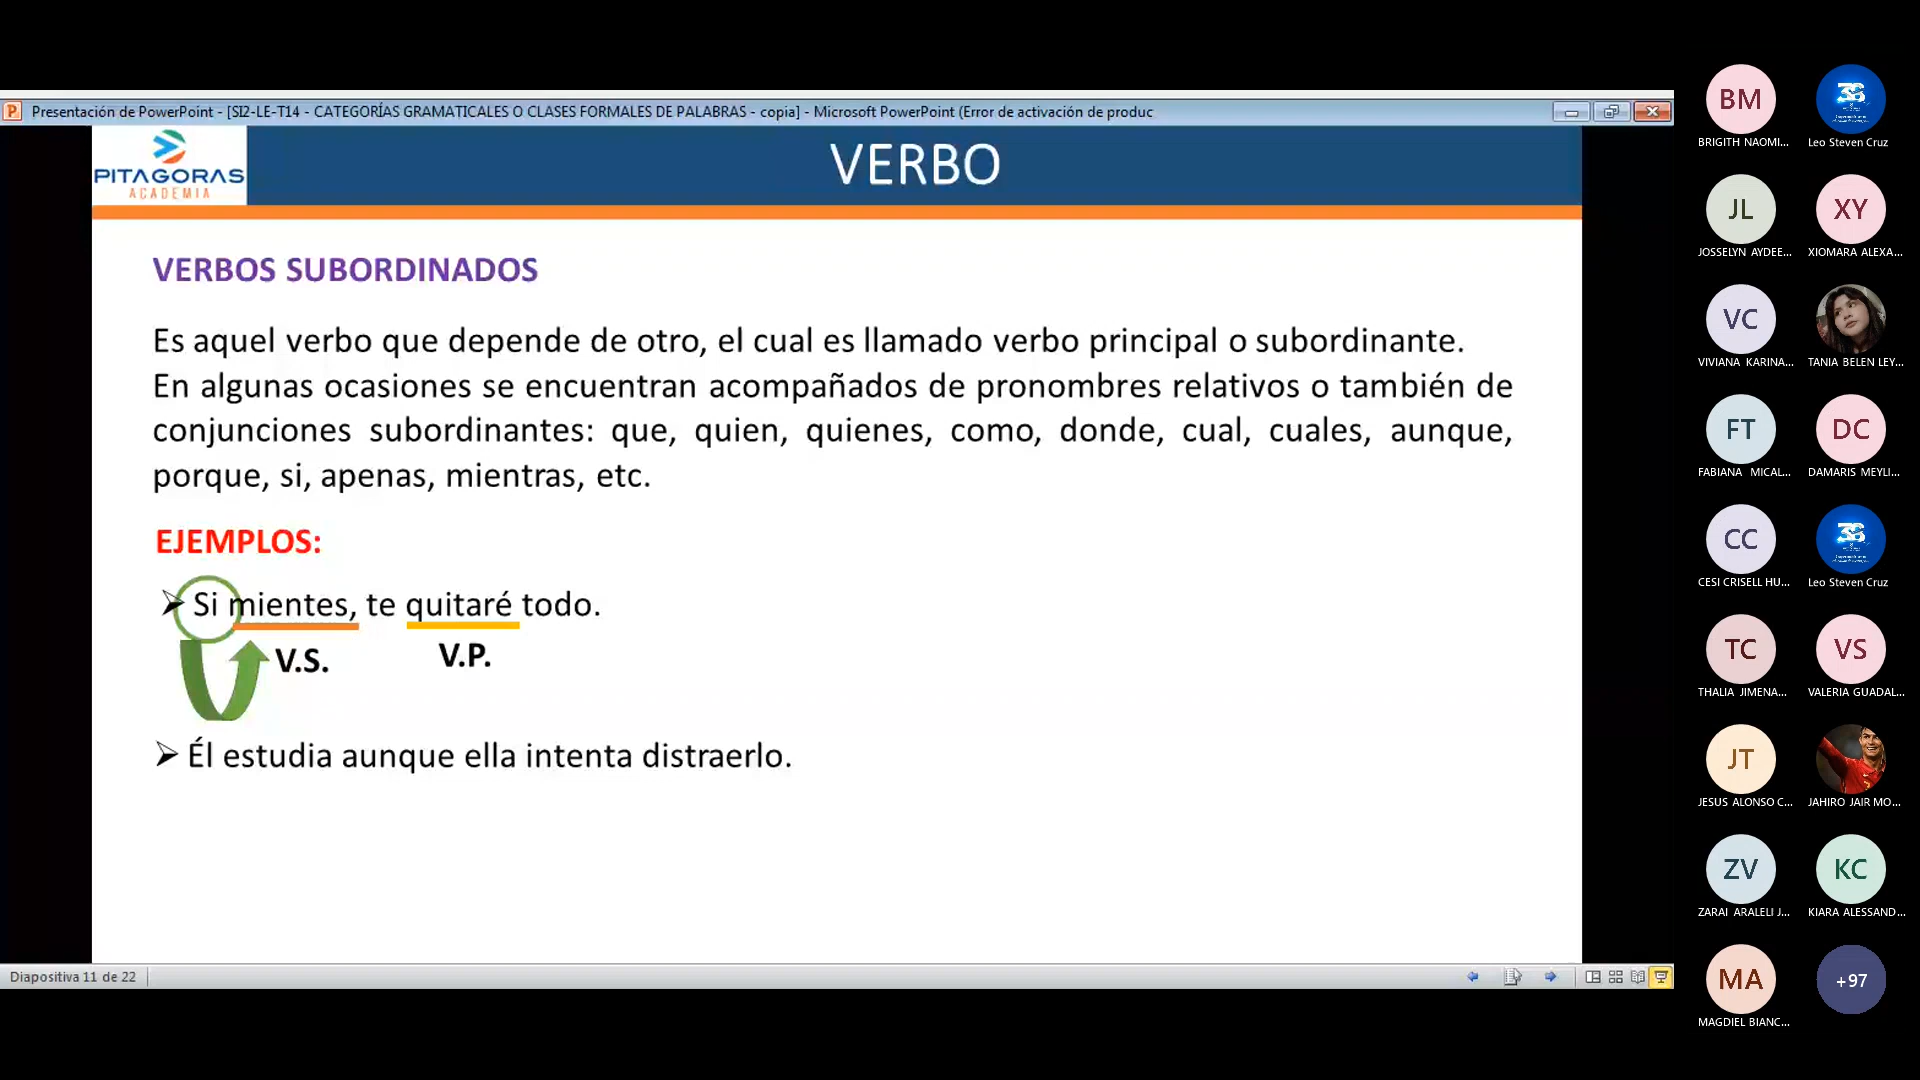 Presentación de PowerPoint - [SI2-LE-T14 - CATEGORÍAS GRAMATICALES O CLASES FORMALES DE PALABRAS - copia] - Microsoft PowerPoint (Error de activación de produc
PITAGORAS
ACADEMIA
VERBO
VERBOS SUBORDINADOS
Es aquel verbo que depende de otro, el cual es llamado verbo principal o subordinante.
En algunas ocasiones se encuentran acompañados de pronombres relativos o también de
conjunciones subordinantes: que, quien, quienes, como, donde, cual, cuales, aunque,
porque, si, apenas, mientras, etc.
EJEMPLOS:
Si mientes, te quitaré todo.
V.S. V.P.
Él estudia aunque ella intenta distraerlo.
Diapositiva 11 de 22
BM
BRIGITH NAOMI...
Leo Steven Cruz
JL
JOSSELYN AYDEE...
XY
XIOMARA ALEXA...
VC
VIVIANA KARINA...
TANIA BELEN LEY...
FT
FABIANA MICAL...
DC
DAMARIS MEYLI...
CC
CESI CRISELL HU...
Leo Steven Cruz
TC
THALIA JIMENA...
VS
VALERIA GUADAL...
JT
JESUS ALONSO C...
JAHIRO JAIR MO...
ZV
ZARAI ARALELI J...
KC
KIARA ALESSAND...
MA
MAGDIEL BIANC...
+97